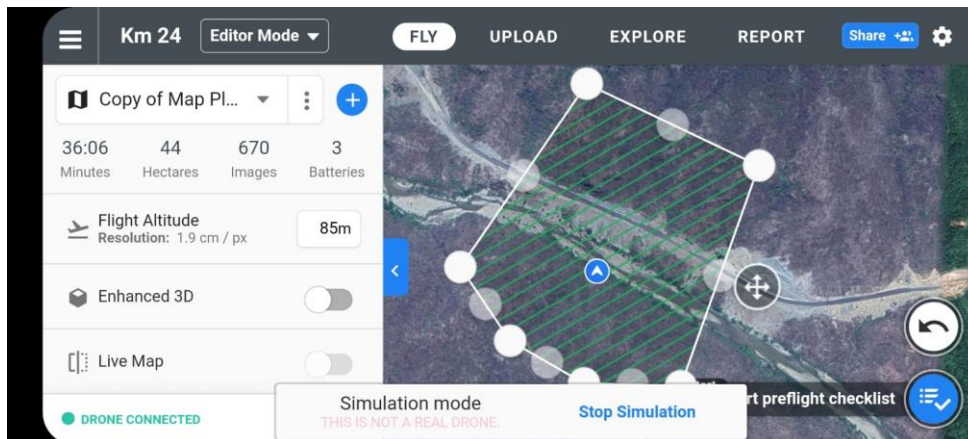 Km 24
Editor Mode
FLY UPLOAD EXPLORE REPORT
Share
Copy of Map Pl...
36:06 44 670 3
Minutes Hectares Images Batteries
Flight Altitude
Resolution: 1.9 cm / px
85m
Enhanced 3D
Live Map
DRONE CONNECTED
Simulation mode
THIS IS NOT A REAL DRONE.
Stop Simulation
rt preflight checklist